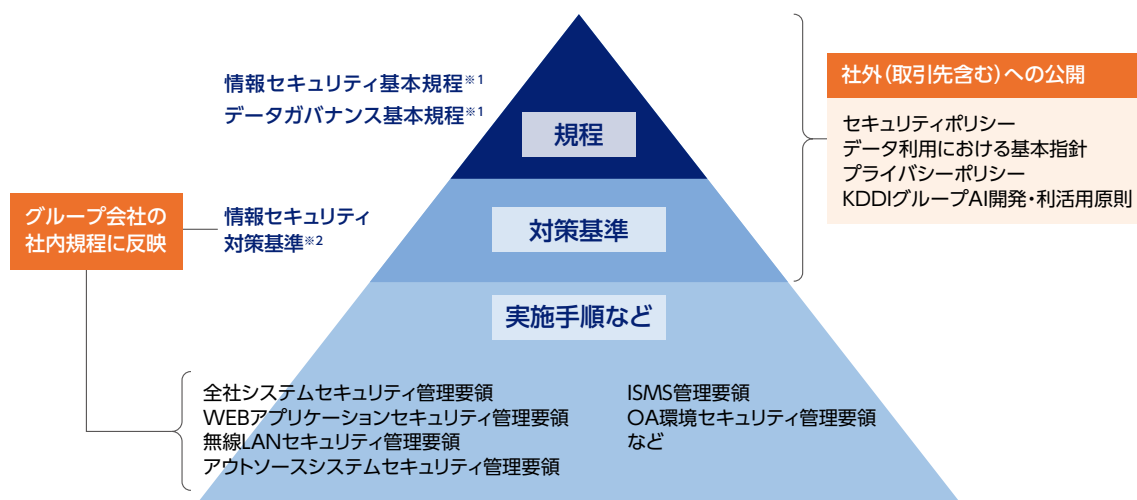 情報セキュリティ基本規程※1
データガバナンス基本規程※1
規程
社外(取引先含む)への公開
セキュリティポリシー
データ利用における基本指針
プライバシーポリシー
KDDIグループAI開発・利活用原則
グループ会社の
社内規程に反映
情報セキュリティ
対策基準※2
対策基準
実施手順など
全社システムセキュリティ管理要領
WEBアプリケーションセキュリティ管理要領
無線LANセキュリティ管理要領
アウトソースシステムセキュリティ管理要領
ISMS管理要領
OA環境セキュリティ管理要領
など